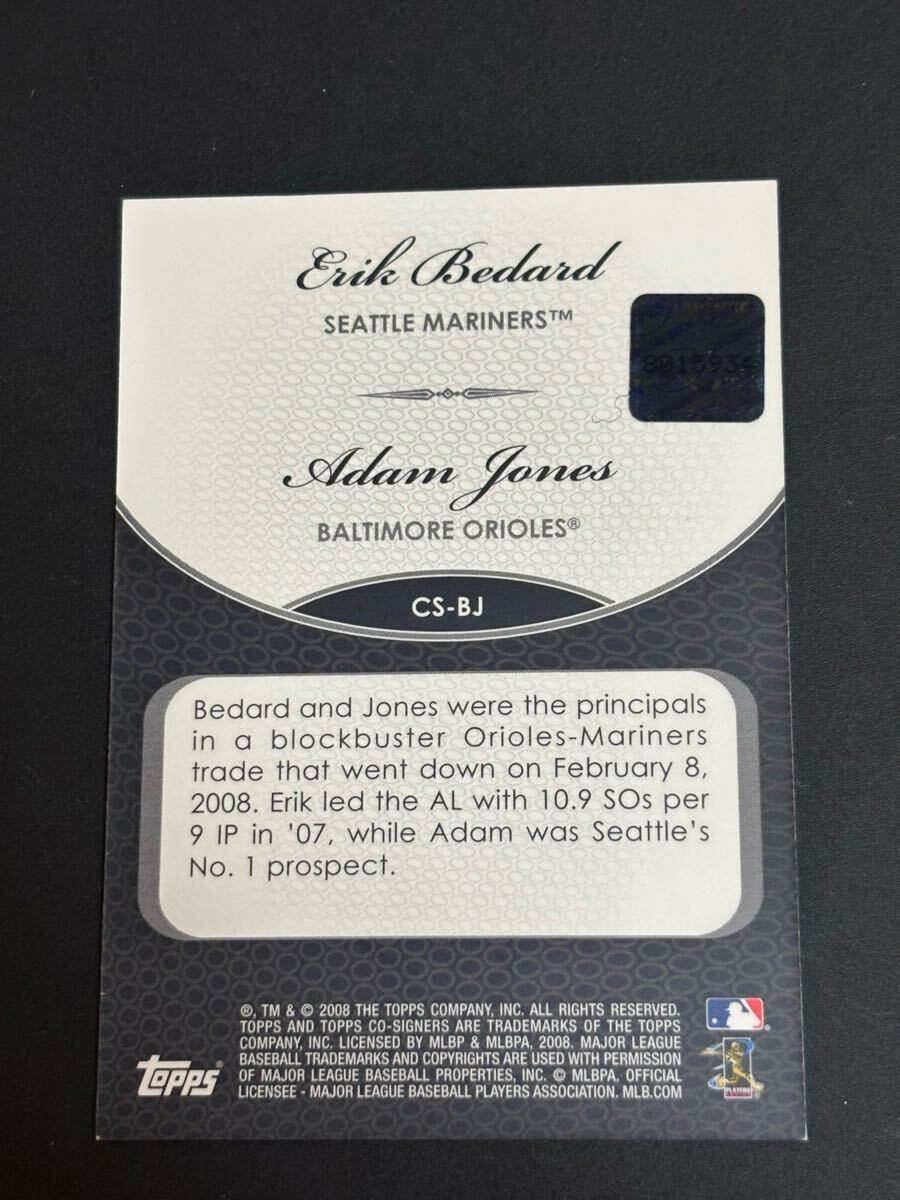 Erik Bedard
SEATTLE MARINERS™
8015934
Adam Jones
BALTIMORE ORIOLES®
CS-BJ
Bedard and Jones were the principals
in a blockbuster Orioles-Mariners
trade that went down on February 8,
2008. Erik led the AL with 10.9 SOs per
9 IP in ’07, while Adam was Seattle’s
No. 1 prospect.
®, TM & © 2008 THE TOPPS COMPANY, INC. ALL RIGHTS RESERVED.
TOPPS AND TOPPS CO-SIGNERS ARE TRADEMARKS OF THE TOPPS
COMPANY, INC. LICENSED BY MLBP & MLBPA, 2008. MAJOR LEAGUE
BASEBALL TRADEMARKS AND COPYRIGHTS ARE USED WITH PERMISSION
OF MAJOR LEAGUE BASEBALL PROPERTIES, INC. © MLBPA. OFFICIAL
LICENSEE - MAJOR LEAGUE BASEBALL PLAYERS ASSOCIATION. MLB.COM
topps
PLAYERS